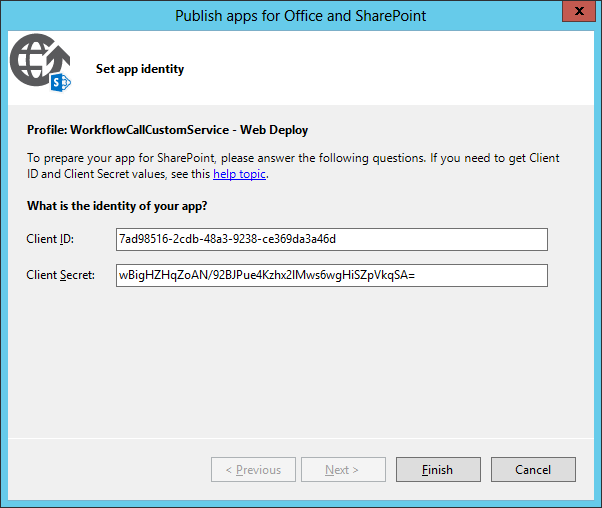 Publish apps for Office and SharePoint
x
S
Set app identity
Profile: WorkflowCallCustomService - Web Deploy
To prepare your app for SharePoint, please answer the following questions. If you need to get Client
ID and Client Secret values, see this help topic.
What is the identity of your app?
Client ID: 7ad98516-2cdb-48a3-9238-ce369da3a46d
Client Secret: wBigHZHqZoAN/92BJPue4Kzhx2IMws6wgHiSZpVkqSA=
< Previous Next > Finish Cancel